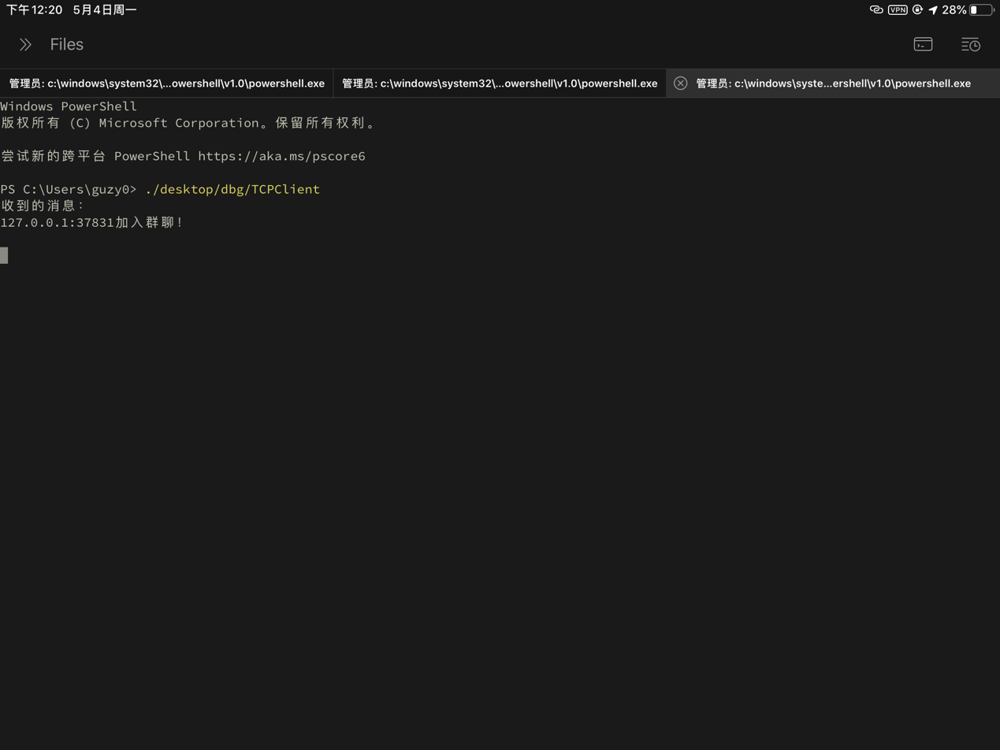 下午12:20 5月4日周一
VPN 28%
Files
管理员: c:\windows\system32\...owershell\v1.0\powershell.exe 管理员: c:\windows\system32\...owershell\v1.0\powershell.exe 管理员: c:\windows\syste...ershell\v1.0\powershell.exe
Windows PowerShell
版权所有 (C) Microsoft Corporation。保留所有权利。
尝试新的跨平台 PowerShell https://aka.ms/pscore6
PS C:\Users\guzy0> ./desktop/dbg/TCPClient
收到的消息:
127.0.0.1:37831加入群聊!